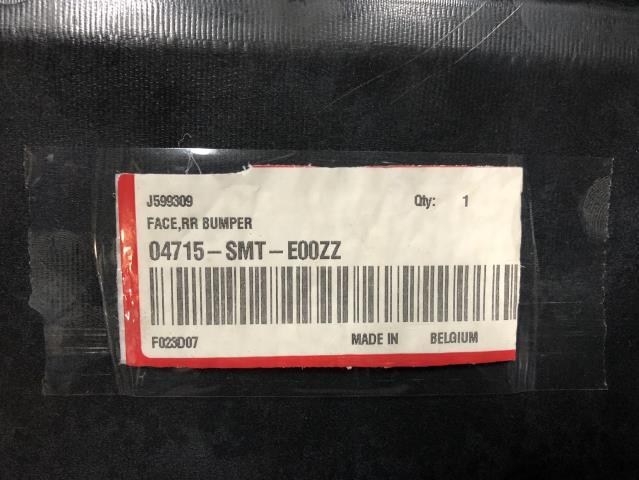 J599309 Qty: 1
FACE,RR BUMPER
04715-SMT-E00ZZ
F023D07 MADE IN BELGIUM